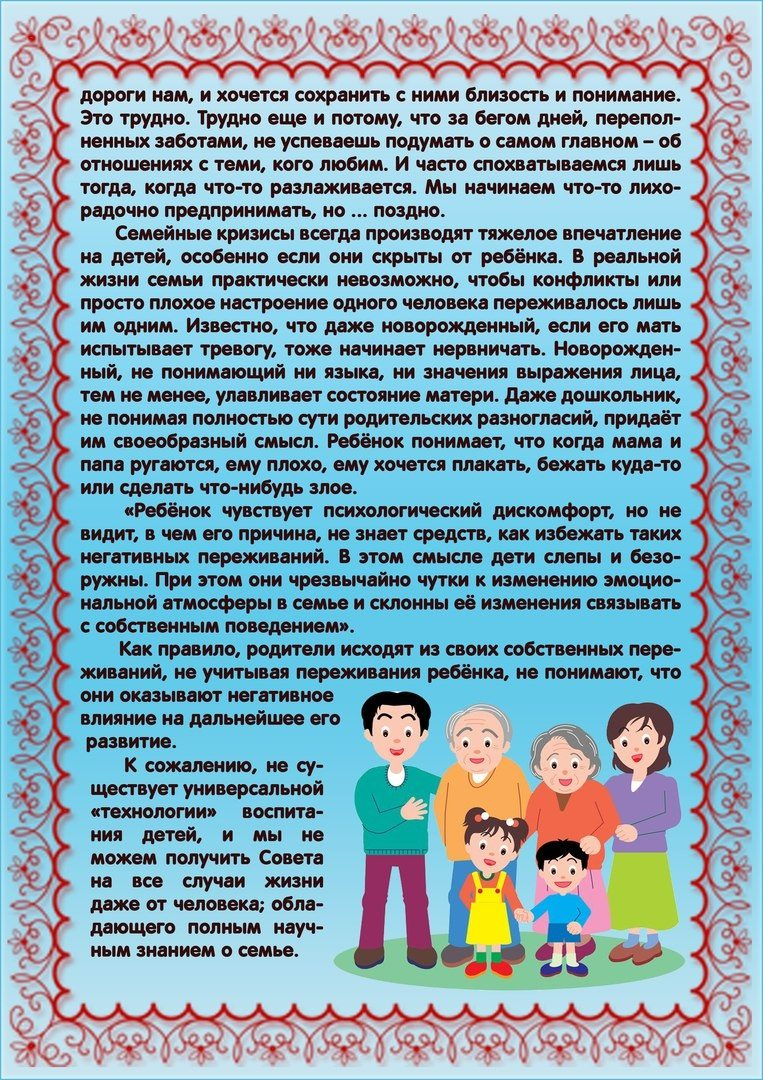 дороги нам, и хочется сохранить с ними близость и понимание.
Это трудно. Трудно еще и потому, что за бегом дней, перепол-
ненных заботами, не успеваешь подумать о самом главном – об
отношениях с теми, кого любим. И часто спохватываемся лишь
тогда, когда что-то разлаживается. Мы начинаем что-то лихо-
радочно предпринимать, но ... поздно.
Семейные кризисы всегда производят тяжелое впечатление
на детей, особенно если они скрыты от ребёнка. В реальной
жизни семьи практически невозможно, чтобы конфликты или
просто плохое настроение одного человека переживалось лишь
им одним. Известно, что даже новорожденный, если его мать
испытывает тревогу, тоже начинает нервничать. Новорожден-
ный, не понимающий ни языка, ни значения выражения лица,
тем не менее, улавливает состояние матери. Даже дошкольник,
не понимая полностью сути родительских разногласий, придаёт
им своеобразный смысл. Ребёнок понимает, что когда мама и
папа ругаются, ему плохо, ему хочется плакать, бежать куда-то
или сделать что-нибудь злое.
«Ребёнок чувствует психологический дискомфорт, но не
видит, в чем его причина, не знает средств, как избежать таких
негативных переживаний. В этом смысле дети слепы и безо-
ружны. При этом они чрезвычайно чутки к изменению эмоцио-
нальной атмосферы в семье и склонны её изменения связывать
с собственным поведением».
Как правило, родители исходят из своих собственных пере-
живаний, не учитывая переживания ребёнка, не понимают, что
они оказывают негативное
влияние на дальнейшее его
развитие.
К сожалению, не су-
ществует универсальной
«технологии» воспита-
ния детей, и мы не
можем получить Совета
на все случаи жизни
даже от человека; обла-
дающего полным науч-
ным знанием о семье.